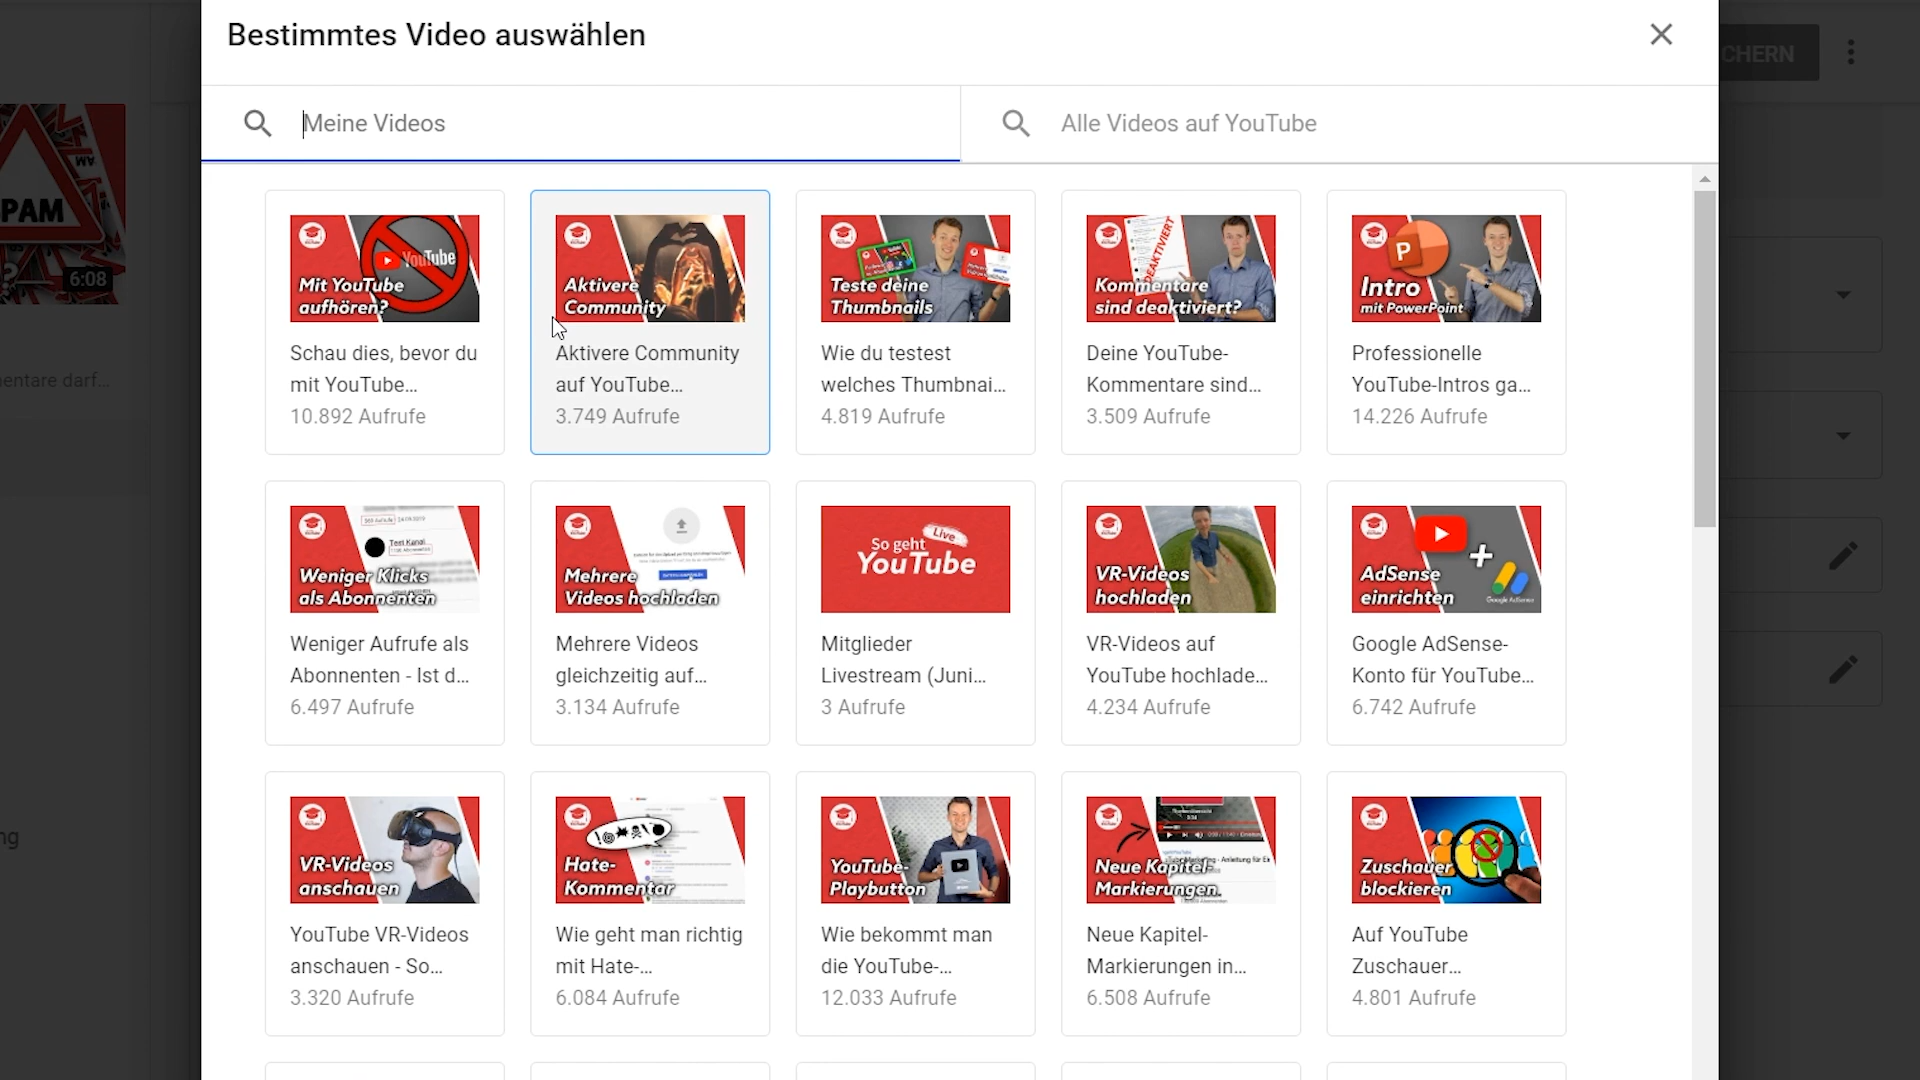 Bestimmtes Video auswählen
CHERN
Meine Videos
Alle Videos auf YouTube
PAM
6:08
entare darf...
ng
YouTube
Mit YouTube
aufhören?
Schau dies, bevor du
mit YouTube...
10.892 Aufrufe
Aktivere
Community
Aktivere Community
auf YouTube...
3.749 Aufrufe
Teste deine
Thumbnails
Wie du testest
welches Thumbnai...
4.819 Aufrufe
DEAKTIVIERT
Kommentare
sind deaktiviert?
Deine YouTube-
Kommentare sind...
3.509 Aufrufe
P
Intro
mit PowerPoint
Professionelle
YouTube-Intros ga...
14.226 Aufrufe
Test Kanal
Weniger Klicks
als Abonnenten
Weniger Aufrufe als
Abonnenten - Ist d...
6.497 Aufrufe
Mehrere
Videos hochladen
Mehrere Videos
gleichzeitig auf...
3.134 Aufrufe
So geht
Live
YouTube
Mitglieder
Livestream (Juni...
3 Aufrufe
VR-Videos
hochladen
VR-Videos auf
YouTube hochlade...
4.234 Aufrufe
AdSense
einrichten
Google AdSense
Google AdSense-
Konto für YouTube...
6.742 Aufrufe
VR-Videos
anschauen
YouTube VR-Videos
anschauen - So...
3.320 Aufrufe
Hate-
Kommentar
Wie geht man richtig
mit Hate-...
6.084 Aufrufe
YouTube-
Playbutton
Wie bekommt man
die YouTube-...
12.033 Aufrufe
Neue Kapitel-
Markierungen
Neue Kapitel-
Markierungen in...
6.508 Aufrufe
Zuschauer
blockieren
Auf YouTube
Zuschauer...
4.801 Aufrufe